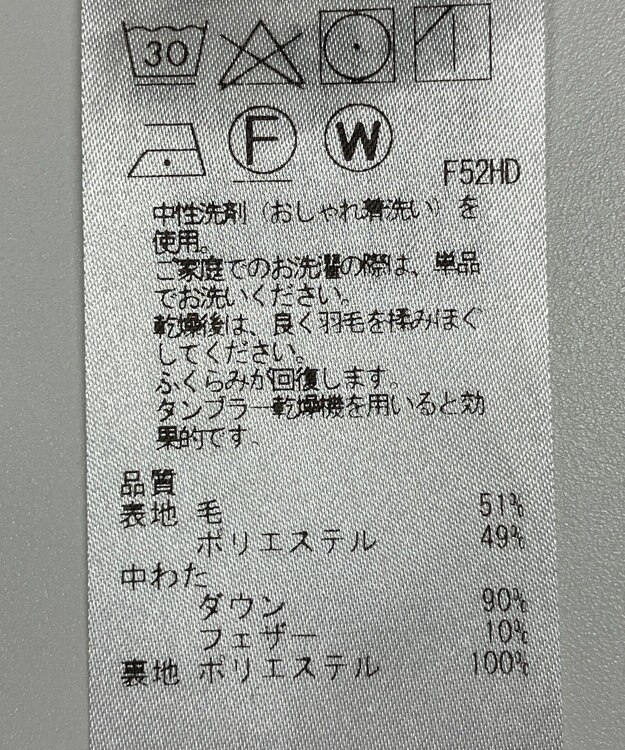 30
F W
F52HD
中性洗剤（おしゃれ着洗い）を
使用。
ご家庭でのお洗濯の際は、単品
でお洗いください。
乾燥後は、良く羽毛を揉みほぐ
してください。
ふくらみが回復します。
タンブラー乾燥機を用いると効
果的です。
品質
表地 毛 51%
ポリエステル 49%
中わた
ダウン 90%
フェザー 10%
裏地 ポリエステル 100%